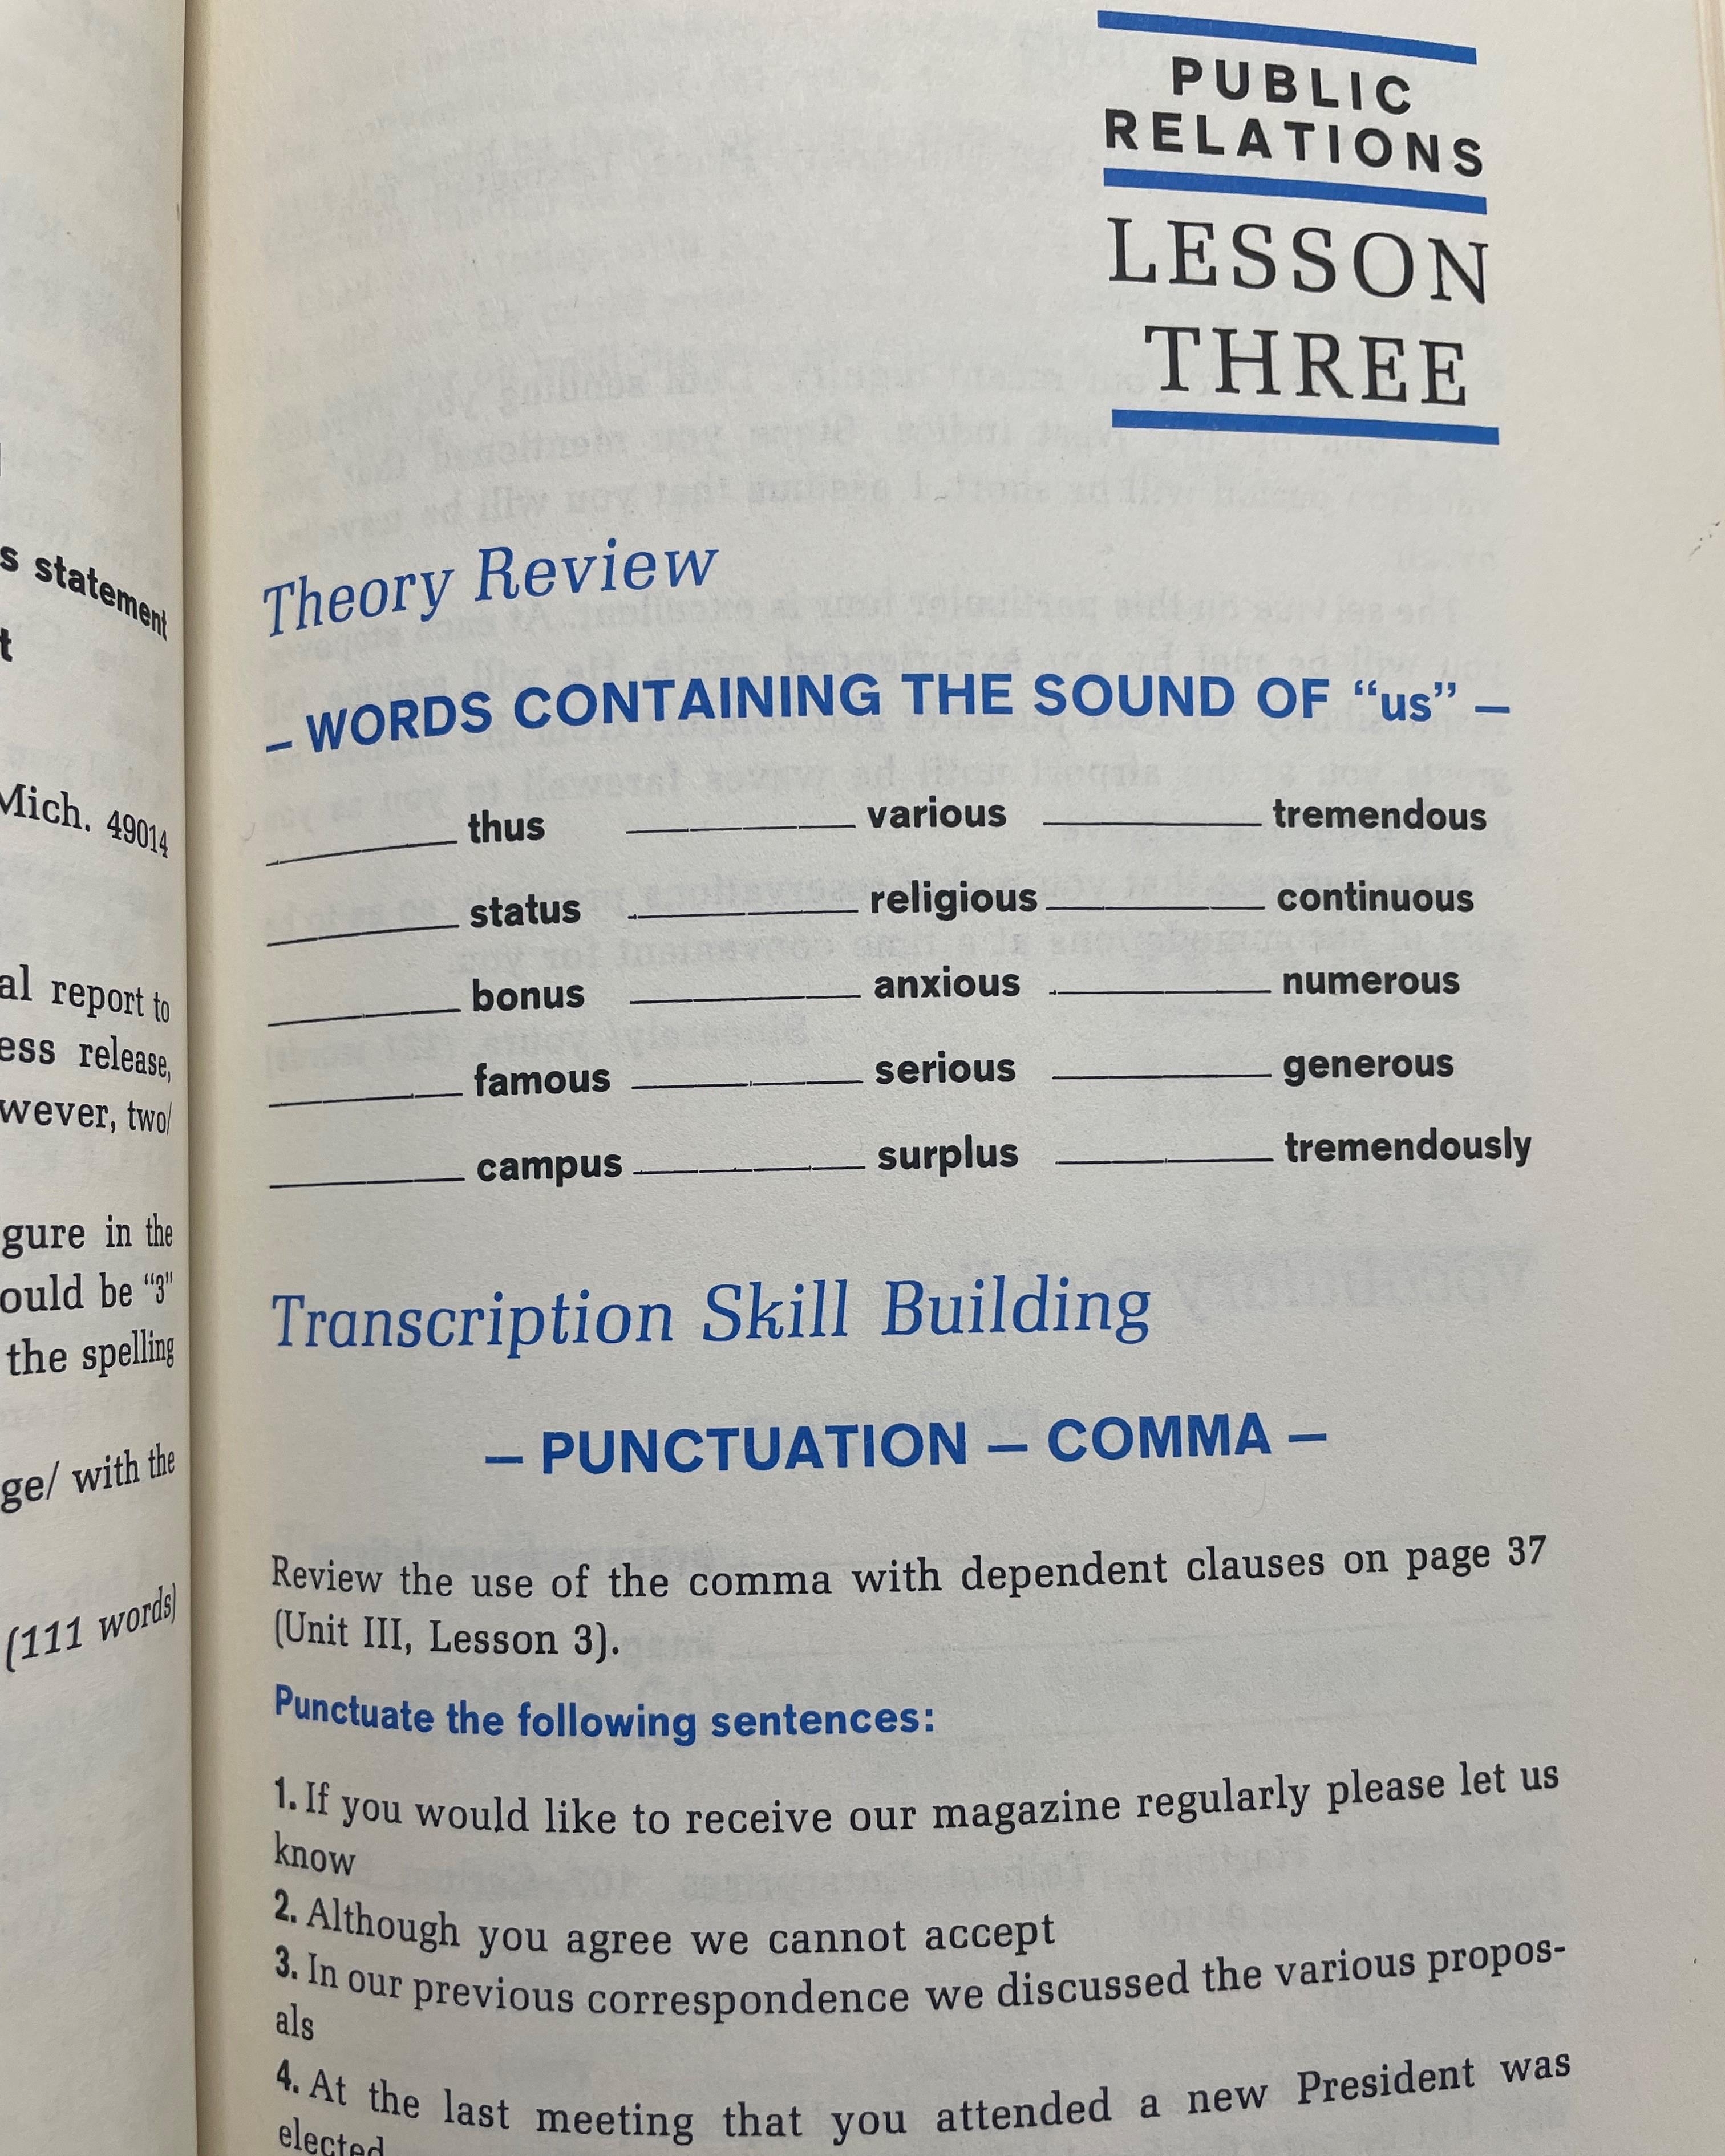 s statement
t
Mich. 49014
al report to
ess release,
wever, two/
gure in the
ould be "3"
the spelling
ge/ with the
(111 words)
PUBLIC
RELATIONS
LESSON
THREE
Theory Review
– WORDS CONTAINING THE SOUND OF "us" –
thus various tremendous
status religious continuous
bonus anxious numerous
famous serious generous
campus surplus tremendously
Transcription Skill Building
– PUNCTUATION – COMMA –
Review the use of the comma with dependent clauses on page 37
(Unit III, Lesson 3).
Punctuate the following sentences:
1. If you would like to receive our magazine regularly please let us
know
2. Although you agree we cannot accept
3. In our previous correspondence we discussed the various propos-
als
4. At the last meeting that you attended a new President was
elected